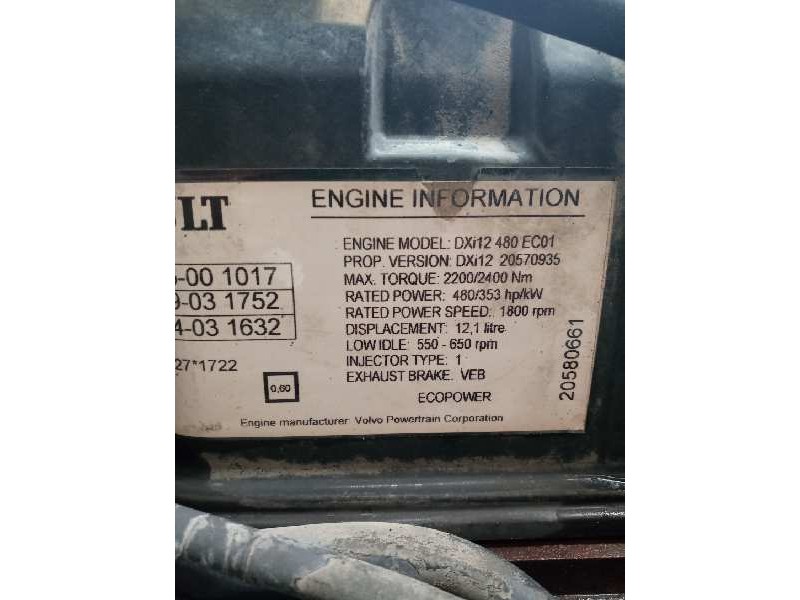 ULT
ENGINE INFORMATION
ENGINE MODEL: DXi12 480 EC01
PROP. VERSION: DXi12 20570935
MAX. TORQUE: 2200/2400 Nm
RATED POWER: 480/353 hp/kW
RATED POWER SPEED: 1800 rpm
DISPLACEMENT: 12,1 litre
LOW IDLE: 550 - 650 rpm
INJECTOR TYPE: 1
EXHAUST BRAKE: VEB
ECOPOWER
-00 1017
-03 1752
4-03 1632
27*1722
0,60
Engine manufacturer Volvo Powertrain Corporation
20580661